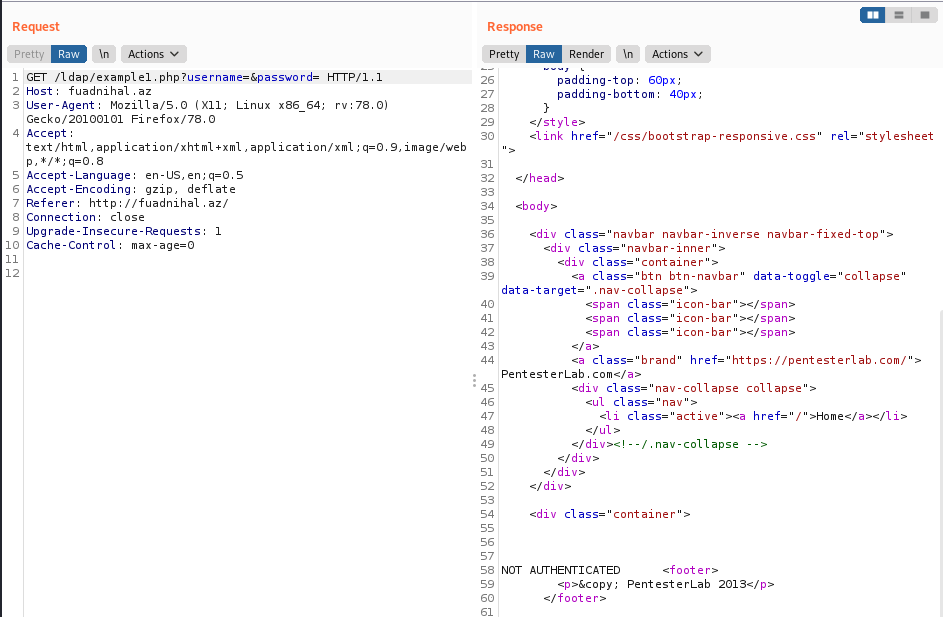 Request
Pretty Raw \n Actions
1 GET /ldap/example1.php?username=&password= HTTP/1.1
2 Host: fuadnihal.az
3 User-Agent: Mozilla/5.0 (X11; Linux x86_64; rv:78.0)
Gecko/20100101 Firefox/78.0
4 Accept:
text/html,application/xhtml+xml,application/xml;q=0.9,image/web
p,*/*;q=0.8
5 Accept-Language: en-US,en;q=0.5
6 Accept-Encoding: gzip, deflate
7 Referer: http://fuadnihal.az/
8 Connection: close
9 Upgrade-Insecure-Requests: 1
10 Cache-Control: max-age=0
11
12
Response
Pretty Raw Render \n Actions
25 body {
26 padding-top: 60px;
27 padding-bottom: 40px;
28 }
29 </style>
30 <link href="/css/bootstrap-responsive.css" rel="stylesheet
">
31
32 </head>
33
34 <body>
35
36 <div class="navbar navbar-inverse navbar-fixed-top">
37 <div class="navbar-inner">
38 <div class="container">
39 <a class="btn btn-navbar" data-toggle="collapse"
data-target=".nav-collapse">
40 <span class="icon-bar"></span>
41 <span class="icon-bar"></span>
42 <span class="icon-bar"></span>
43 </a>
44 <a class="brand" href="https://pentesterlab.com/">
PentesterLab.com</a>
45 <div class="nav-collapse collapse">
46 <ul class="nav">
47 <li class="active"><a href="/">Home</a></li>
48 </ul>
49 </div><!--/.nav-collapse -->
50 </div>
51 </div>
52 </div>
53
54 <div class="container">
55
56
57
58 NOT AUTHENTICATED <footer>
59 <p>&copy; PentesterLab 2013</p>
60 </footer>
61